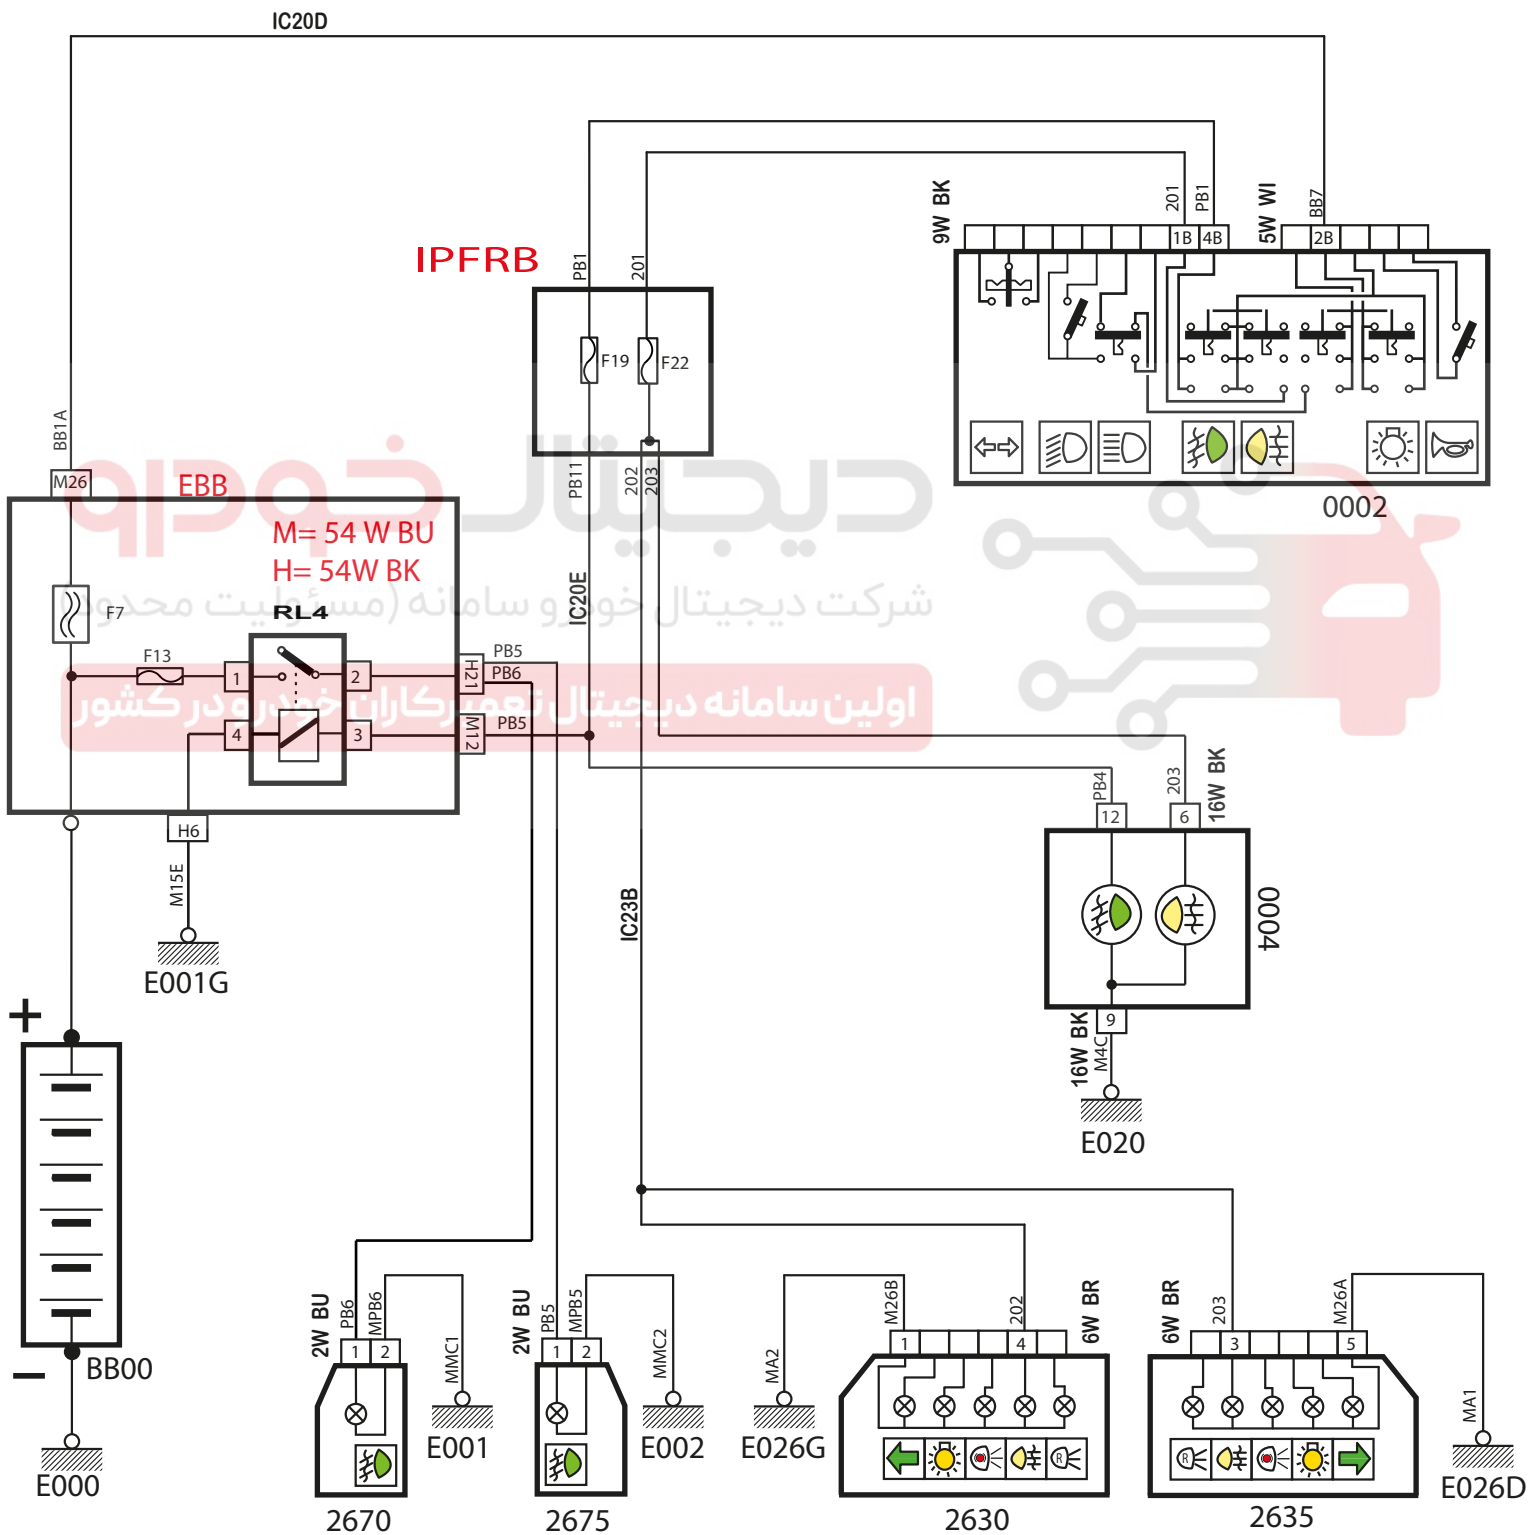 IC20D
9W BK
201
PB1
5W WI
BB7
1B
4B
2B
IPFRB
PB1
201
F19
F22
BB1A
M26
EBB
PB11
202
203
0002
دیجیتال خودرو
M= 54 W BU
H= 54W BK
شرکت دیجیتال خودرو سامانه (مسئولیت محدود)
IC20E
F7
RL4
F13
1
2
H21
PB5
PB6
اولین سامانه دیجیتال تعمیرکاران خودرو در کشور
4
3
M12
PB5
PB4
203
16W BK
12
6
H6
M15E
E001G
IC23B
0004
+
9
16W BK
M4C
E020
BB00
−
E000
2W BU
PB6
MPB6
1
2
MMC1
E001
2670
2W BU
PB5
MPB5
1
2
MMC2
E002
2675
MA2
E026G
M26B
202
6W BR
1
4
R
2630
6W BR
203
M26A
3
5
R
2635
MA1
E026D